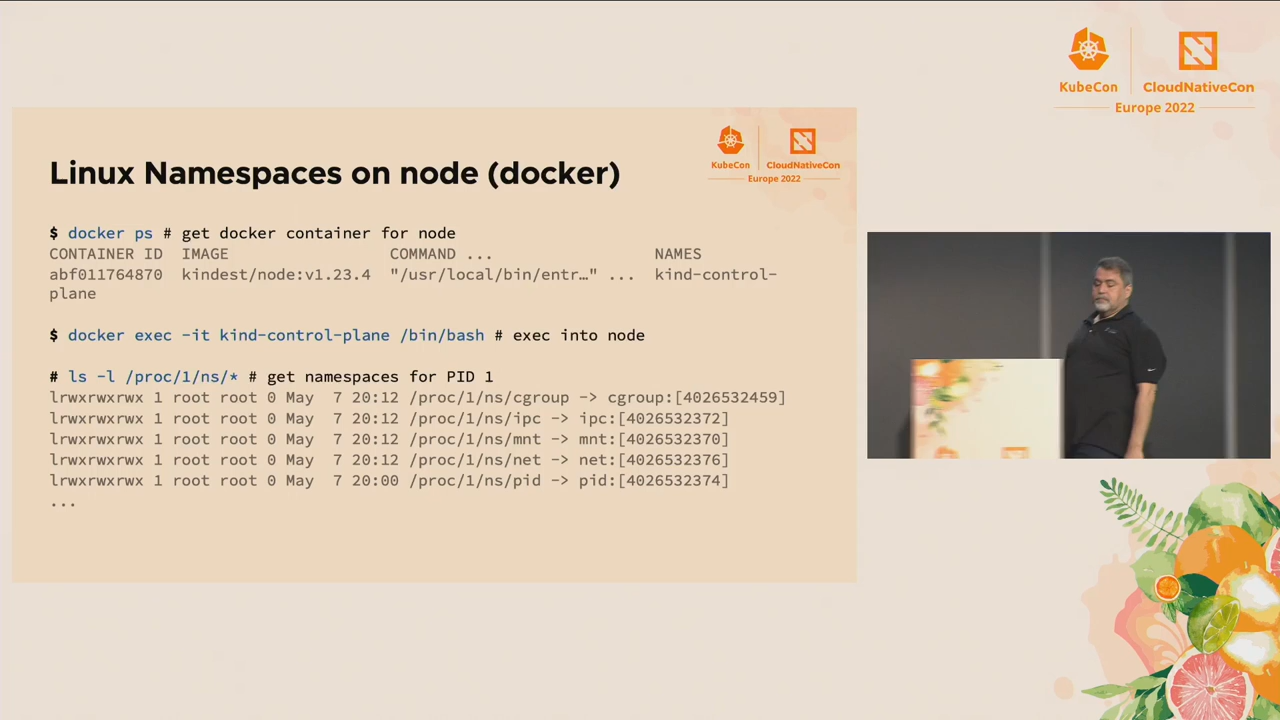 KubeCon
CloudNativeCon
Europe 2022
KubeCon
CloudNativeCon
Europe 2022
Linux Namespaces on node (docker)
$ docker ps # get docker container for node
CONTAINER ID  IMAGE                 COMMAND ...                 NAMES
abf011764870  kindest/node:v1.23.4  "/usr/local/bin/entr…" ...  kind-control-
plane
$ docker exec -it kind-control-plane /bin/bash # exec into node
# ls -l /proc/1/ns/* # get namespaces for PID 1
lrwxrwxrwx 1 root root 0 May  7 20:12 /proc/1/ns/cgroup -> cgroup:[4026532459]
lrwxrwxrwx 1 root root 0 May  7 20:12 /proc/1/ns/ipc -> ipc:[4026532372]
lrwxrwxrwx 1 root root 0 May  7 20:12 /proc/1/ns/mnt -> mnt:[4026532370]
lrwxrwxrwx 1 root root 0 May  7 20:12 /proc/1/ns/net -> net:[4026532376]
lrwxrwxrwx 1 root root 0 May  7 20:00 /proc/1/ns/pid -> pid:[4026532374]
...